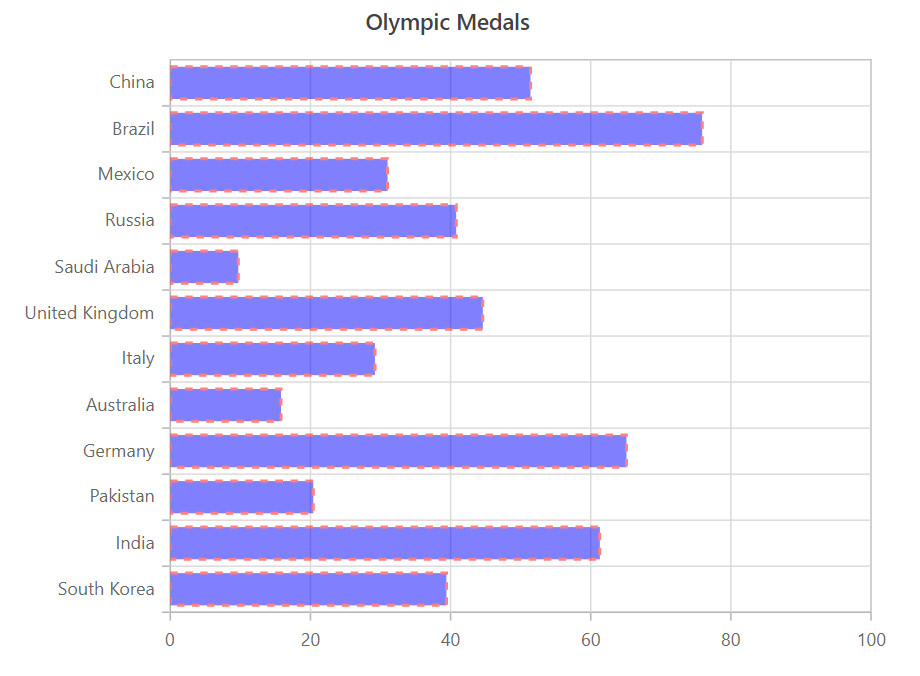 Olympic Medals
China
Brazil
Mexico
Russia
Saudi Arabia
United Kingdom
Italy
Australia
Germany
Pakistan
India
South Korea
0 20 40 60 80 100